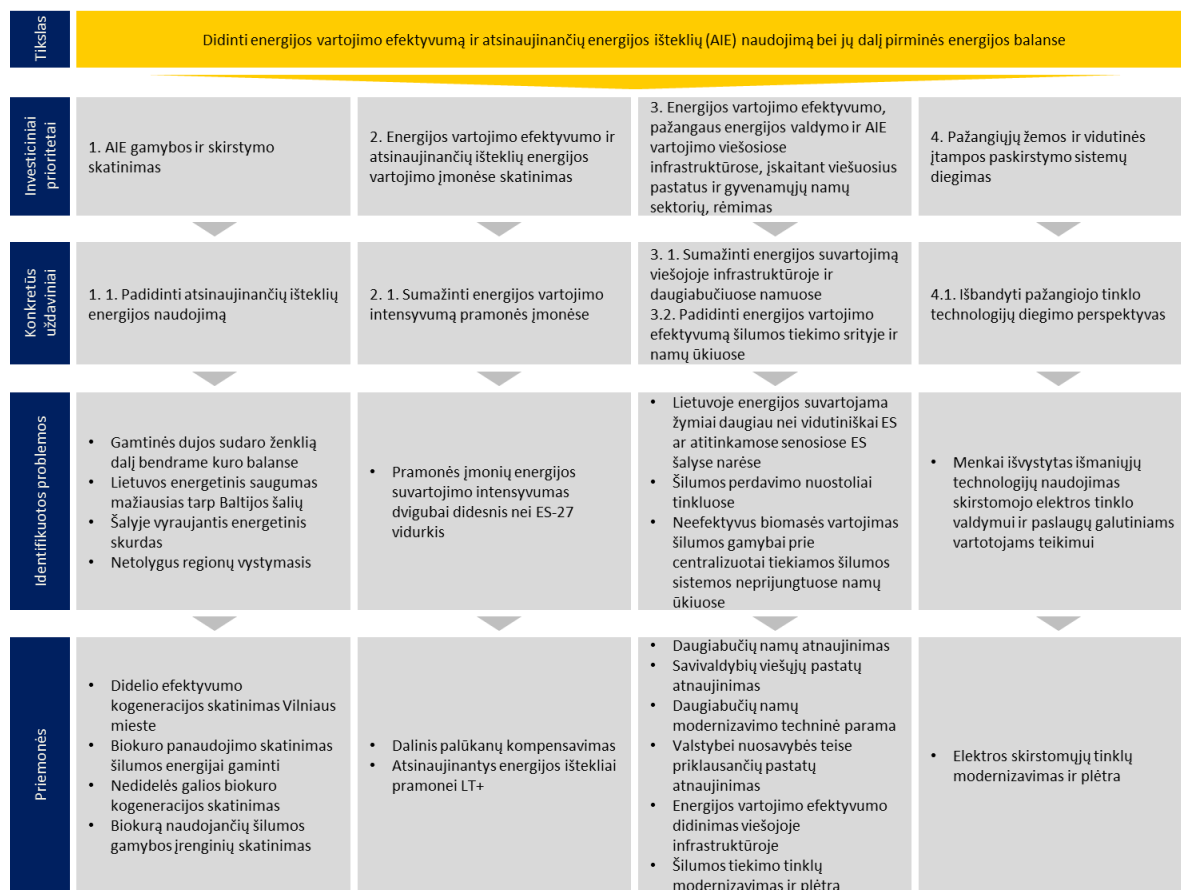 Tikslas
Didinti energijos vartojimo efektyvumą ir atsinaujinančių energijos išteklių (AIE) naudojimą bei jų dalį pirminės energijos balanse
Investiciniai
prioritetai
1. AIE gamybos ir skirstymo
skatinimas
2. Energijos vartojimo efektyvumo ir
atsinaujinančių išteklių energijos
vartojimo įmonėse skatinimas
3. Energijos vartojimo efektyvumo,
pažangaus energijos valdymo ir AIE
vartojimo viešosiose
infrastruktūrose, įskaitant viešuosius
pastatus ir gyvenamųjų namų
sektorių, rėmimas
4. Pažangiųjų žemos ir vidutinės
įtampos paskirstymo sistemų
diegimas
Konkretūs
uždaviniai
1. 1. Padidinti atsinaujinančių išteklių
energijos naudojimą
2. 1. Sumažinti energijos vartojimo
intensyvumą pramonės įmonėse
3. 1. Sumažinti energijos suvartojimą
viešojoje infrastruktūroje ir
daugiabučiuose namuose
3.2. Padidinti energijos vartojimo
efektyvumą šilumos tiekimo srityje ir
namų ūkiuose
4.1. Išbandyti pažangiojo tinklo
technologijų diegimo perspektyvas
Identifikuotos problemos
• Gamtinės dujos sudaro ženklią
dalį bendrame kuro balanse
• Lietuvos energetinis saugumas
mažiausias tarp Baltijos šalių
• Šalyje vyraujantis energetinis
skurdas
• Netolygus regionų vystymasis
• Pramonės įmonių energijos
suvartojimo intensyvumas
dvigubai didesnis nei ES-27
vidurkis
• Lietuvoje energijos suvartojama
žymiai daugiau nei vidutiniškai ES
ar atitinkamose senosiose ES
šalyse narėse
• Šilumos perdavimo nuostoliai
tinkluose
• Neefektyvus biomasės vartojimas
šilumos gamybai prie
centralizuotai tiekiamos šilumos
sistemos neprijungtuose namų
ūkiuose
• Menkai išvystytas išmaniųjų
technologijų naudojimas
skirstomojo elektros tinklo
valdymui ir paslaugų galutiniams
vartotojams teikimui
Priemonės
• Didelio efektyvumo
kogeneracijos skatinimas Vilniaus
mieste
• Biokuro panaudojimo skatinimas
šilumos energijai gaminti
• Nedidelės galios biokuro
kogeneracijos skatinimas
• Biokurą naudojančių šilumos
gamybos įrenginių skatinimas
• Dalinis palūkanų kompensavimas
• Atsinaujinantys energijos ištekliai
pramonei LT+
• Daugiabučių namų atnaujinimas
• Savivaldybių viešųjų pastatų
atnaujinimas
• Daugiabučių namų
modernizavimo techninė parama
• Valstybei nuosavybės teise
priklausančių pastatų
atnaujinimas
• Energijos vartojimo efektyvumo
didinimas viešojoje
infrastruktūroje
• Šilumos tiekimo tinklų
modernizavimas ir plėtra
• Elektros skirstomųjų tinklų
modernizavimas ir plėtra